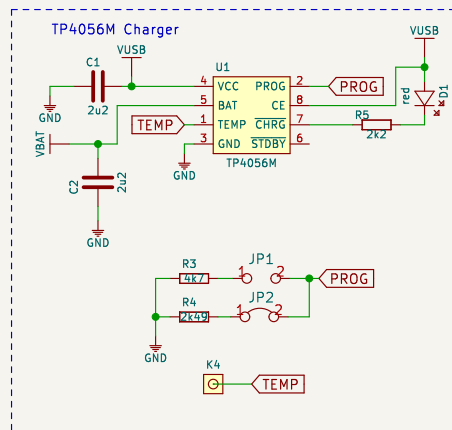 TP4056M Charger
VUSB
VUSB
C1
2u2
GND
U1
4 VCC PROG 2
5 BAT CE 8
1 TEMP CHRG 7
3 GND STDBY 6
TP4056M
PROG
TEMP
red
D1
R5
2k2
VBAT
GND
C2
2u2
GND
R3
4k7
JP1
1 2
PROG
R4
2k49
JP2
1 2
GND
K4
TEMP